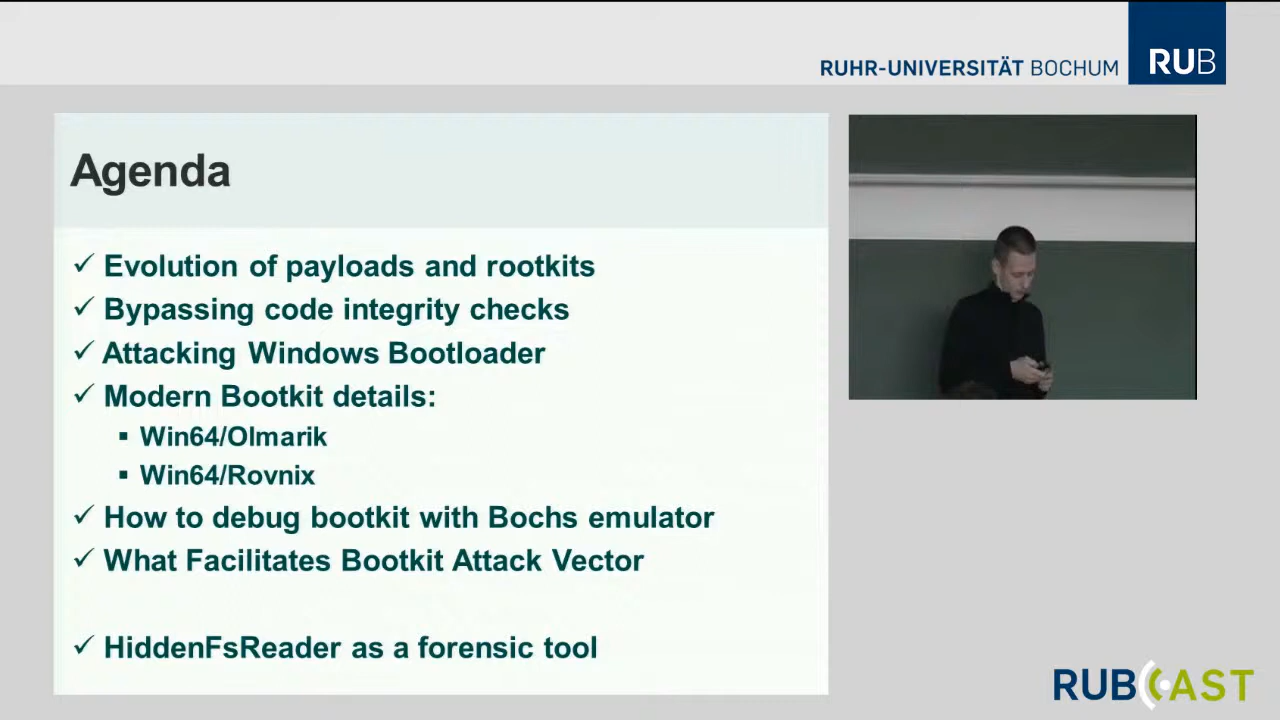 RUHR-UNIVERSITÄT BOCHUM RUB
Agenda
✓ Evolution of payloads and rootkits
✓ Bypassing code integrity checks
✓ Attacking Windows Bootloader
✓ Modern Bootkit details:
▪ Win64/Olmarik
▪ Win64/Rovnix
✓ How to debug bootkit with Bochs emulator
✓ What Facilitates Bootkit Attack Vector
✓ HiddenFsReader as a forensic tool
RUBCAST